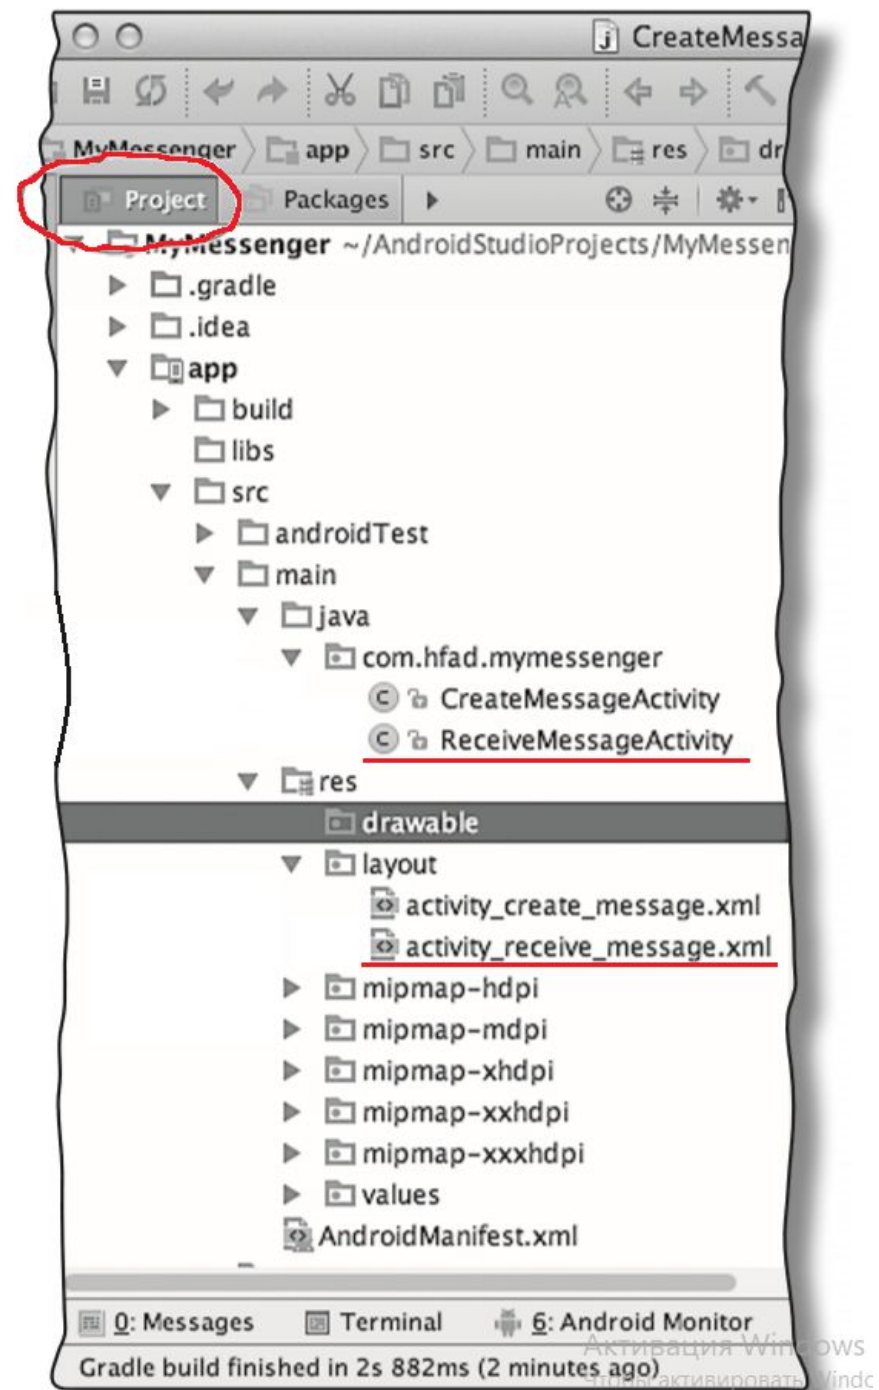 CreateMessa
MyMessenger app src main res dr
Project Packages
MyMessenger ~/AndroidStudioProjects/MyMessen
.gradle
.idea
app
build
libs
src
androidTest
main
java
com.hfad.mymessenger
CreateMessageActivity
ReceiveMessageActivity
res
drawable
layout
activity_create_message.xml
activity_receive_message.xml
mipmap-hdpi
mipmap-mdpi
mipmap-xhdpi
mipmap-xxhdpi
mipmap-xxxhdpi
values
AndroidManifest.xml
0: Messages Terminal 6: Android Monitor
Активация Windows
Gradle build finished in 2s 882ms (2 minutes ago)
Чтобы активировать Windo